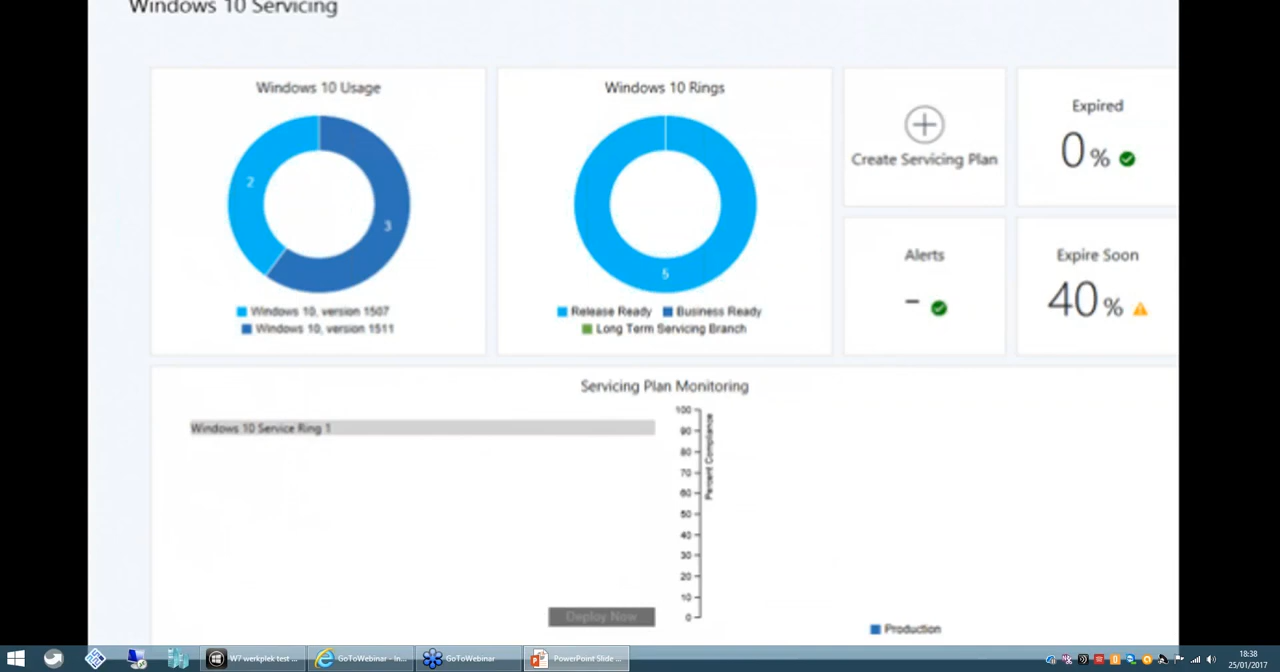 Windows 10 Servicing
Windows 10 Usage
2
3
Windows 10, version 1507
Windows 10, version 1511
Windows 10 Rings
5
Release Ready
Business Ready
Long Term Servicing Branch
Create Servicing Plan
Expired
0%
Alerts
-
Expire Soon
40%
Servicing Plan Monitoring
Windows 10 Service Ring 1
100
90
80
70
60
50
40
30
20
10
0
Percent Compliance
Deploy Now
Production
W7 werkplek test ...
GoToWebinar - In...
GoToWebinar
PowerPoint Slide ...
18:38
25/01/2017